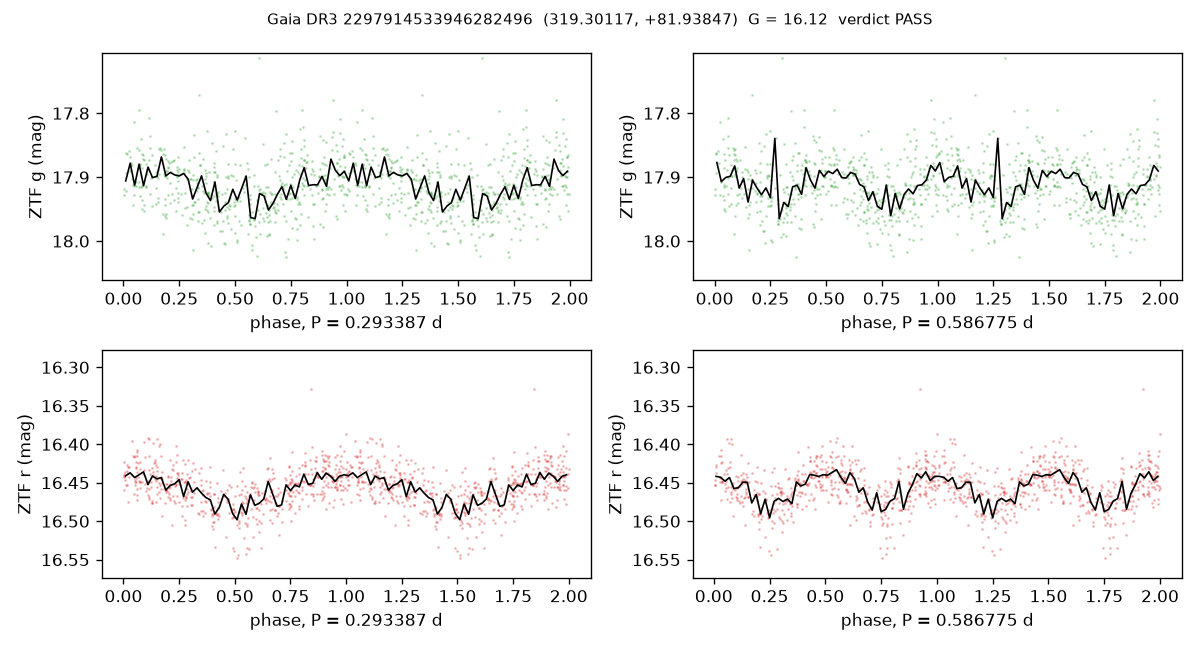 Gaia DR3 2297914533946282496 (319.30117, +81.93847) G = 16.12 verdict PASS
ZTF g (mag)
17.8
17.9
18.0
0.00 0.25 0.50 0.75 1.00 1.25 1.50 1.75 2.00
phase, P = 0.293387 d
ZTF g (mag)
17.8
17.9
18.0
0.00 0.25 0.50 0.75 1.00 1.25 1.50 1.75 2.00
phase, P = 0.586775 d
ZTF r (mag)
16.30
16.35
16.40
16.45
16.50
16.55
0.00 0.25 0.50 0.75 1.00 1.25 1.50 1.75 2.00
phase, P = 0.293387 d
ZTF r (mag)
16.30
16.35
16.40
16.45
16.50
16.55
0.00 0.25 0.50 0.75 1.00 1.25 1.50 1.75 2.00
phase, P = 0.586775 d